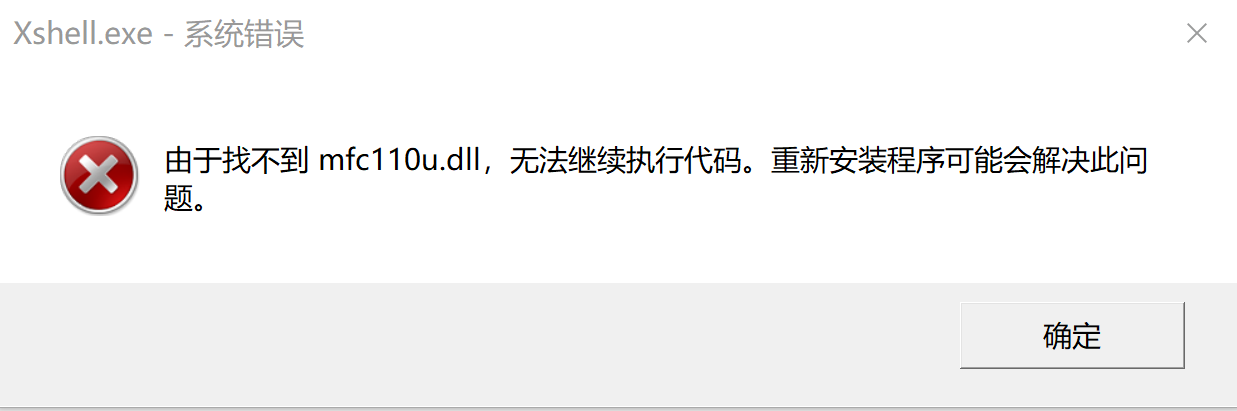 Xshell.exe - 系统错误
由于找不到 mfc110u.dll，无法继续执行代码。重新安装程序可能会解决此问
题。
确定